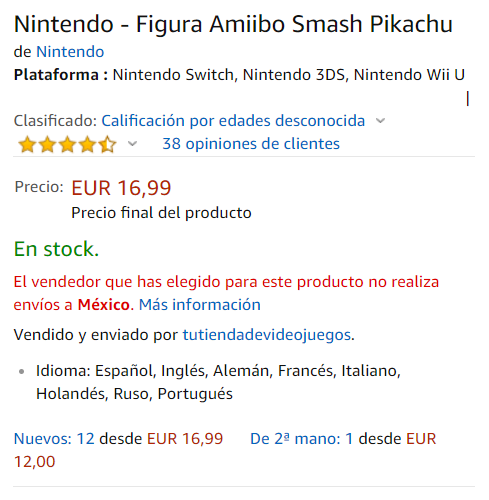 Nintendo - Figura Amiibo Smash Pikachu
de Nintendo
Plataforma : Nintendo Switch, Nintendo 3DS, Nintendo Wii U
|
Clasificado: Calificación por edades desconocida
38 opiniones de clientes
Precio: EUR 16,99
Precio final del producto
En stock.
El vendedor que has elegido para este producto no realiza
envíos a México. Más información
Vendido y enviado por tutiendadevideojuegos.
• Idioma: Español, Inglés, Alemán, Francés, Italiano,
Holandés, Ruso, Portugués
Nuevos: 12 desde EUR 16,99 De 2ª mano: 1 desde EUR
12,00